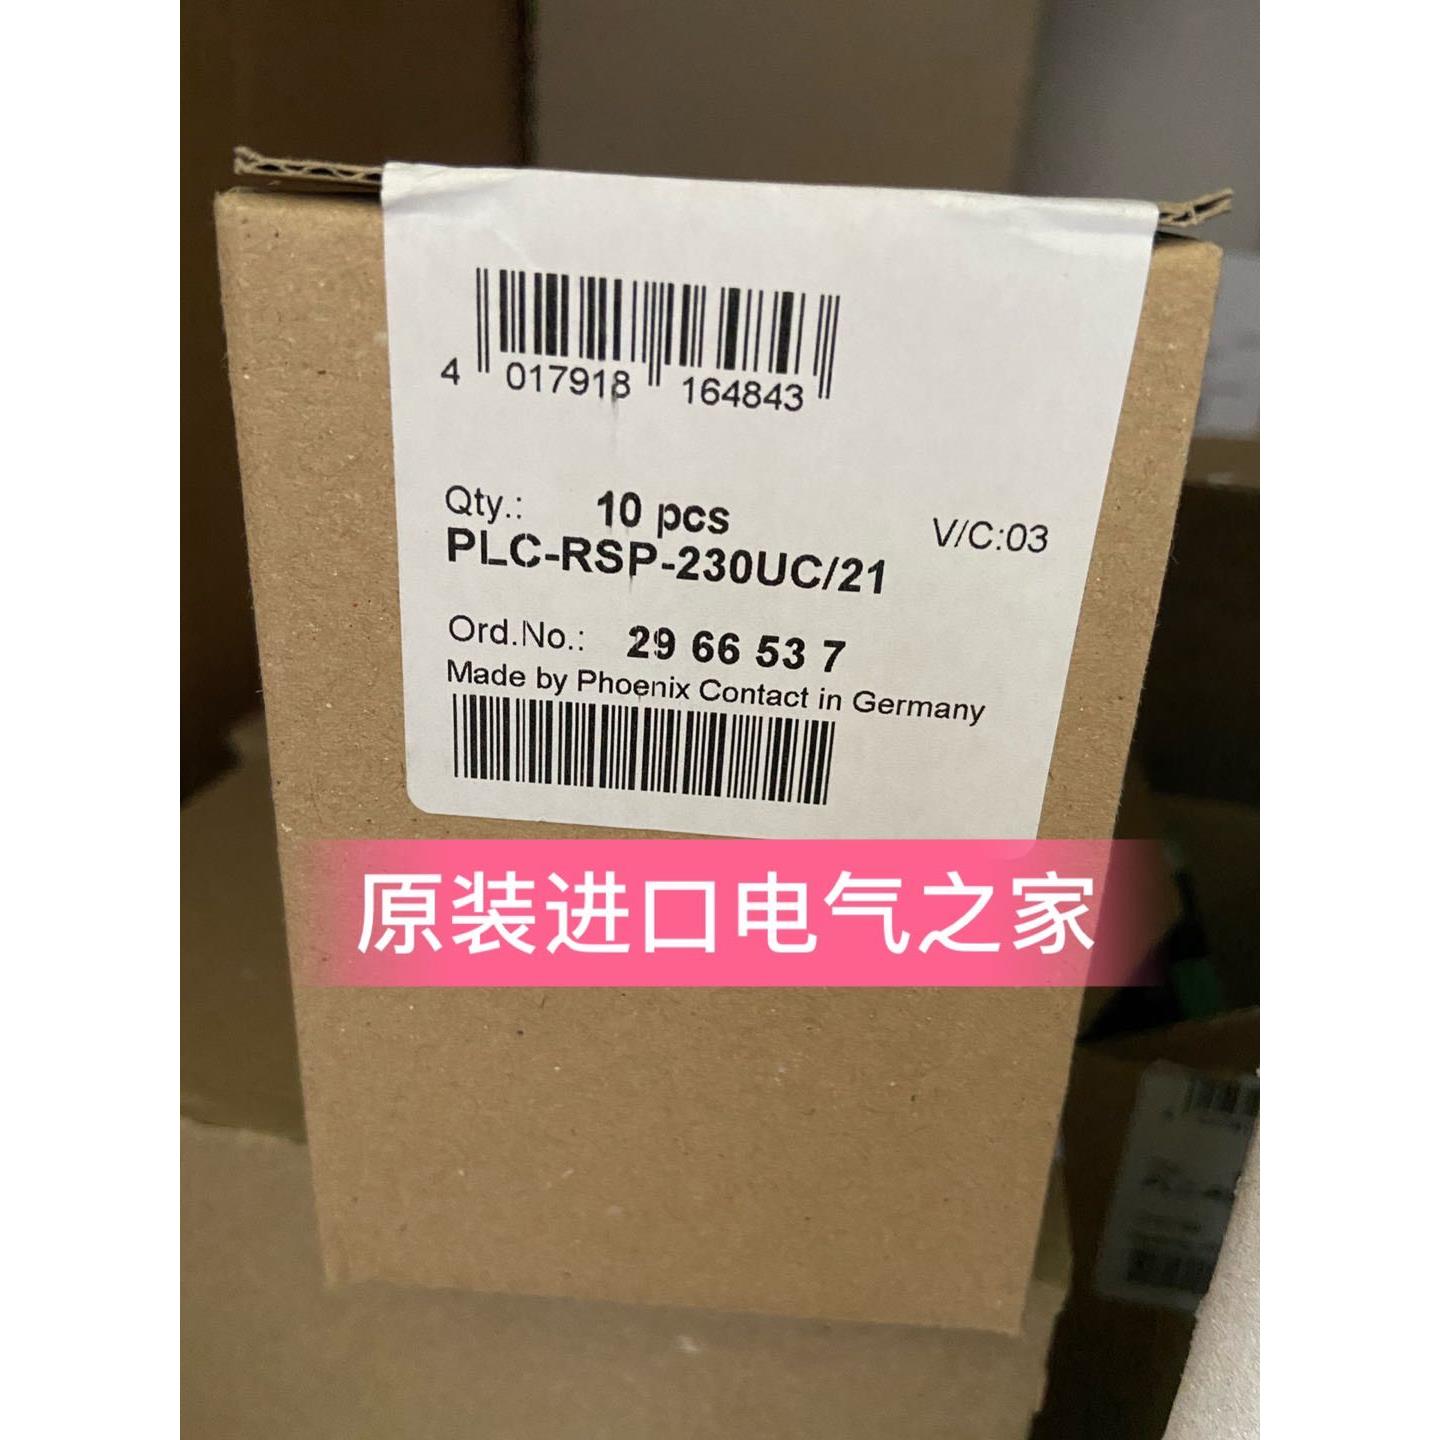 4 017918 164843
Qty.: 10 pcs
V/C:03
PLC-RSP-230UC/21
Ord.No.: 29 66 53 7
Made by Phoenix Contact in Germany
原装进口电气之家